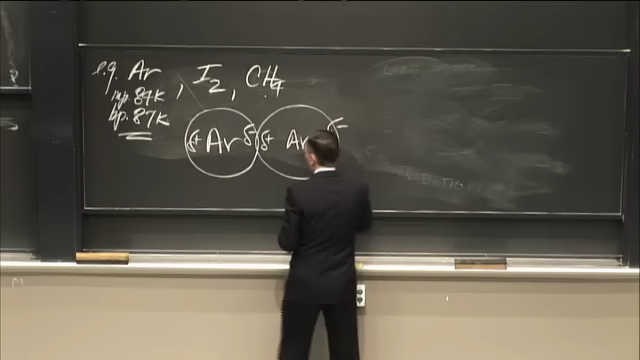 e.g. Ar, I2, CH4
mp. 84K
bp. 87K
δ+ Ar δ- δ+ Ar δ-